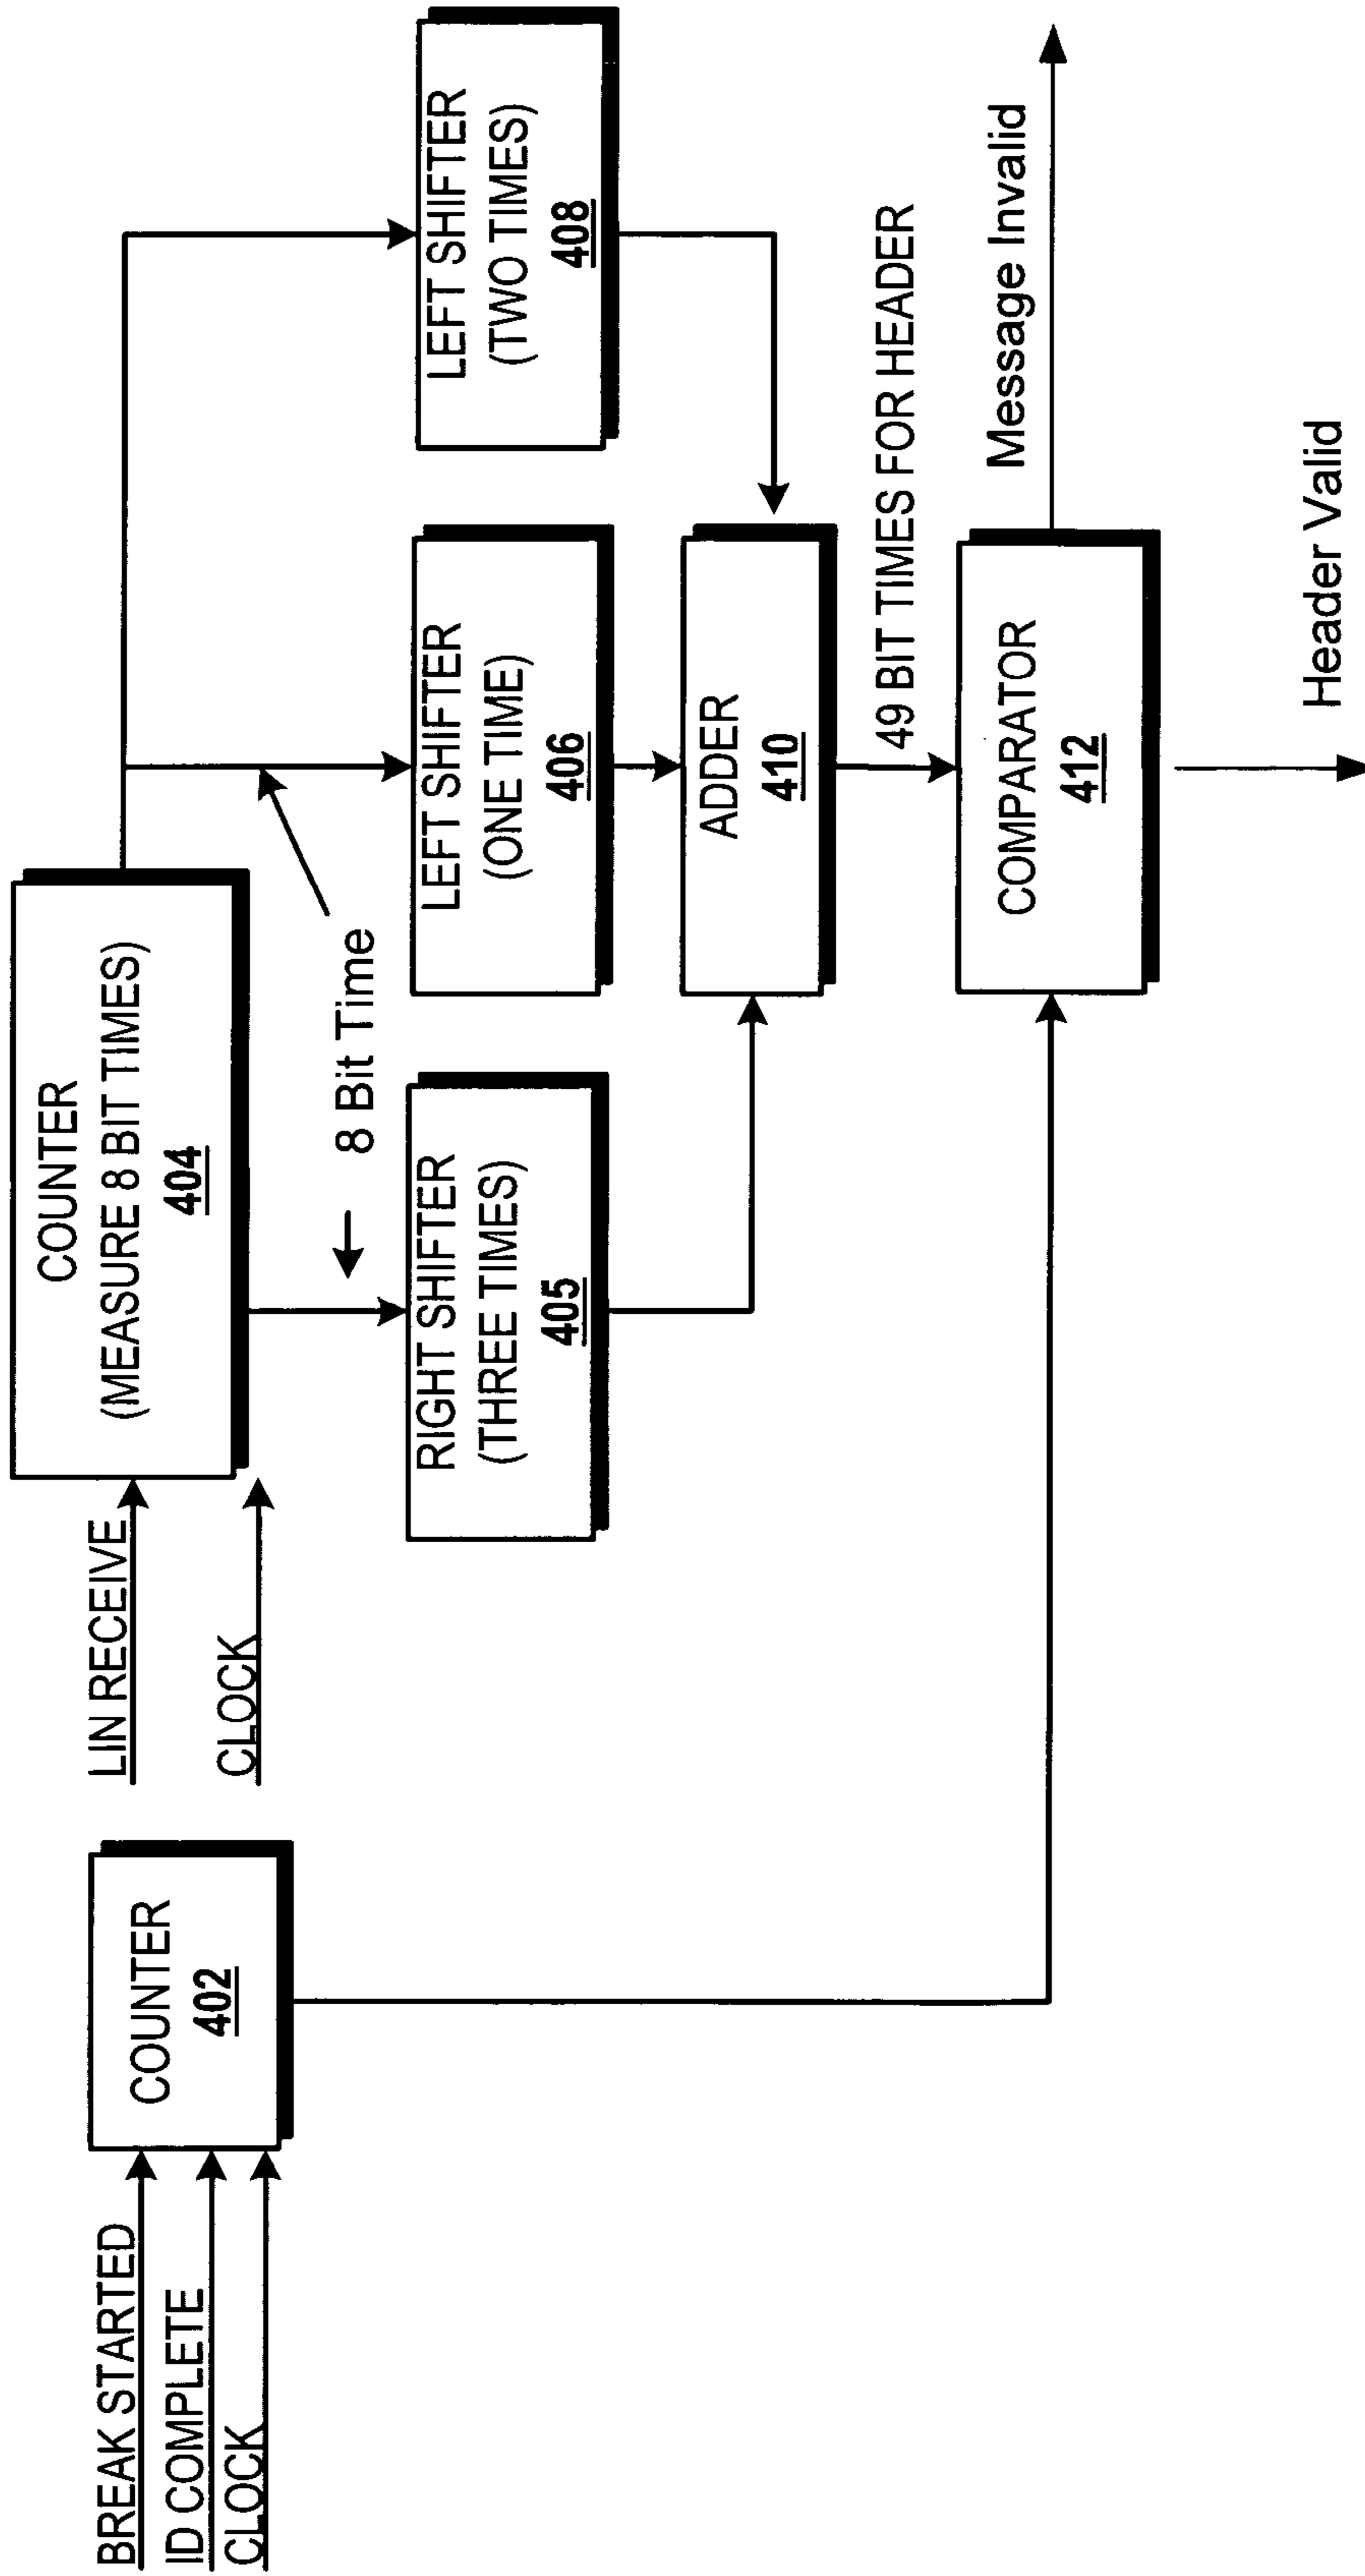 BREAK STARTED
ID COMPLETE
CLOCK
COUNTER
402
LIN RECEIVE
CLOCK
COUNTER
(MEASURE 8 BIT TIMES)
404
8 Bit Time
RIGHT SHIFTER
(THREE TIMES)
405
LEFT SHIFTER
(ONE TIME)
406
LEFT SHIFTER
(TWO TIMES)
408
ADDER
410
49 BIT TIMES FOR HEADER
COMPARATOR
412
Message Invalid
Header Valid